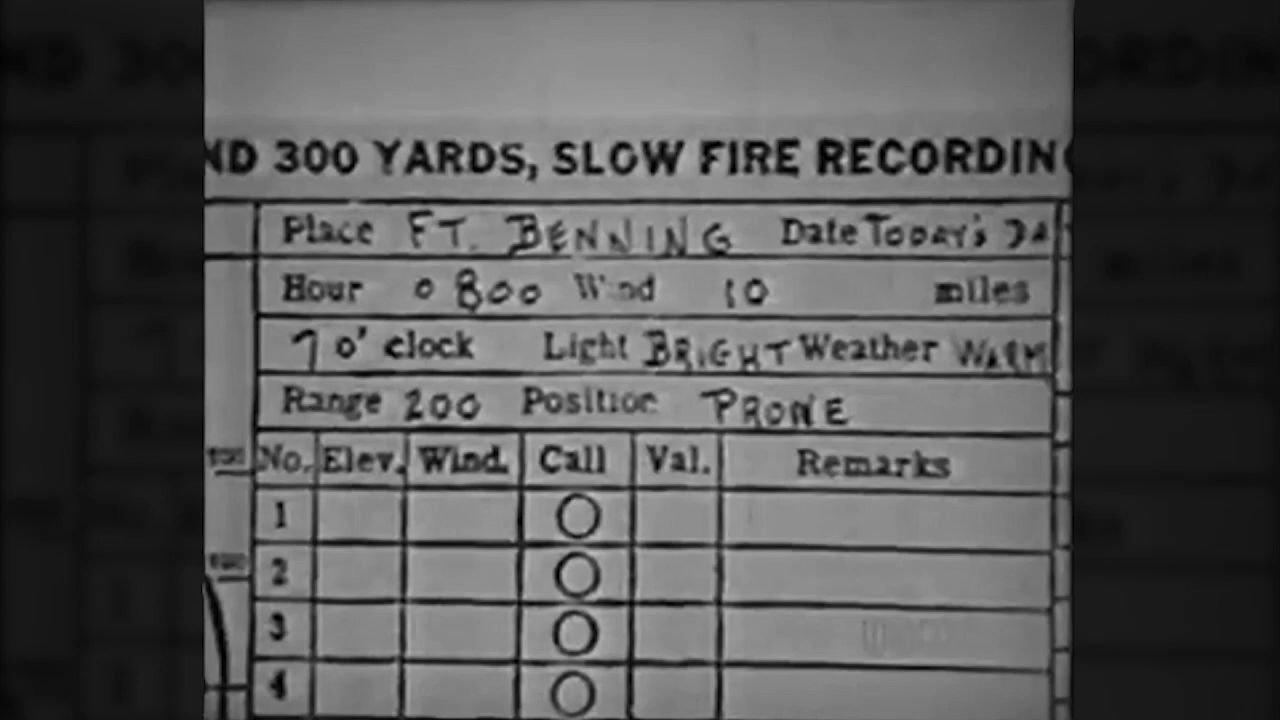 ND 300 YARDS, SLOW FIRE RECORDIN
Place FT. BENNING Date TODAY'S DA
Hour 0800 Wind 10 miles
7 o'clock Light BRIGHT Weather WARM
Range 200 Position PRONE
No. Elev. Wind. Call Val. Remarks
1
2
3
4